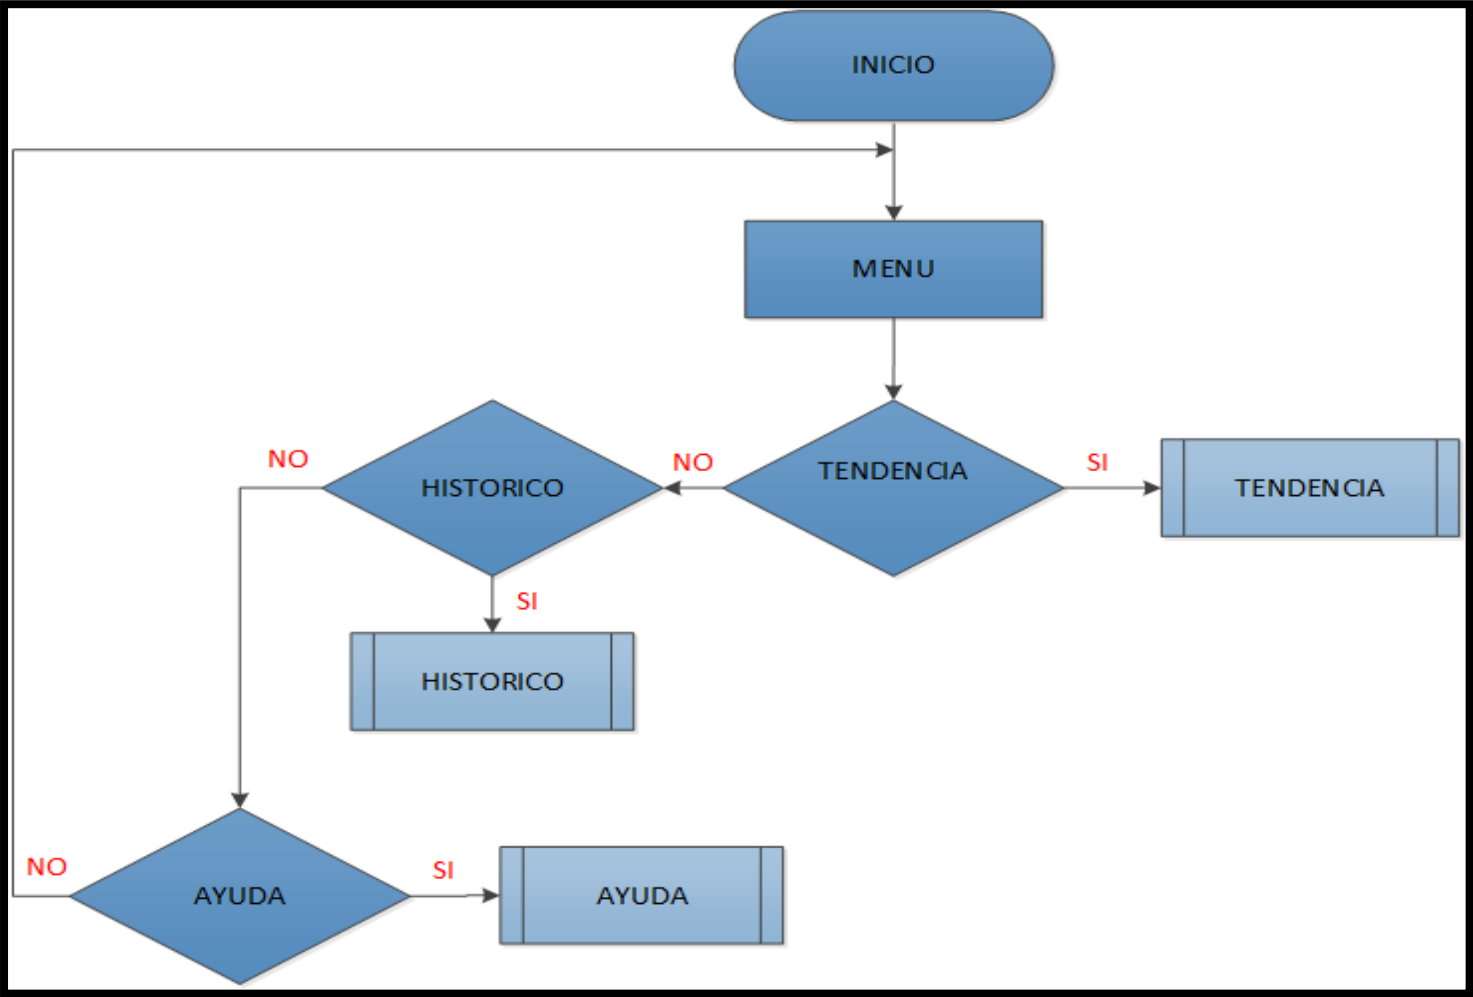 INICIO
MENU
TENDENCIA
SI
TENDENCIA
NO
HISTORICO
SI
HISTORICO
NO
AYUDA
SI
AYUDA
NO